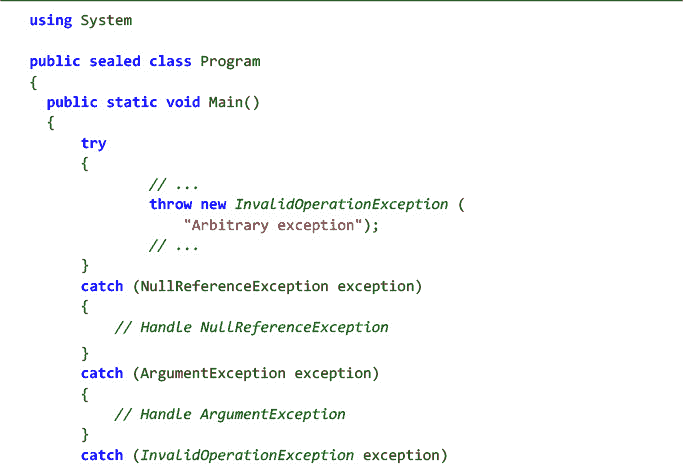 using System
public sealed class Program
{
public static void Main()
{
try
{
// ...
throw new InvalidOperationException (
"Arbitrary exception");
// ...
}
catch (NullReferenceException exception)
{
// Handle NullReferenceException
}
catch (ArgumentException exception)
{
// Handle ArgumentException
}
catch (InvalidOperationException exception)